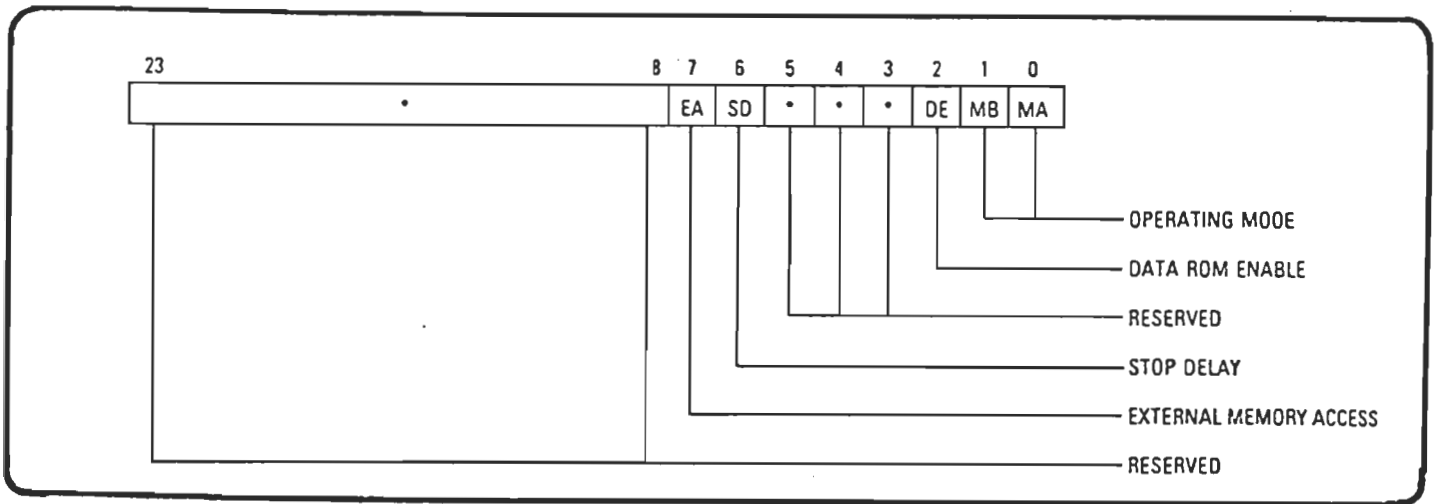 23 8 7 6 5 4 3 2 1 0
* EA SD * * * DE MB MA
OPERATING MODE
DATA ROM ENABLE
RESERVED
STOP DELAY
EXTERNAL MEMORY ACCESS
RESERVED